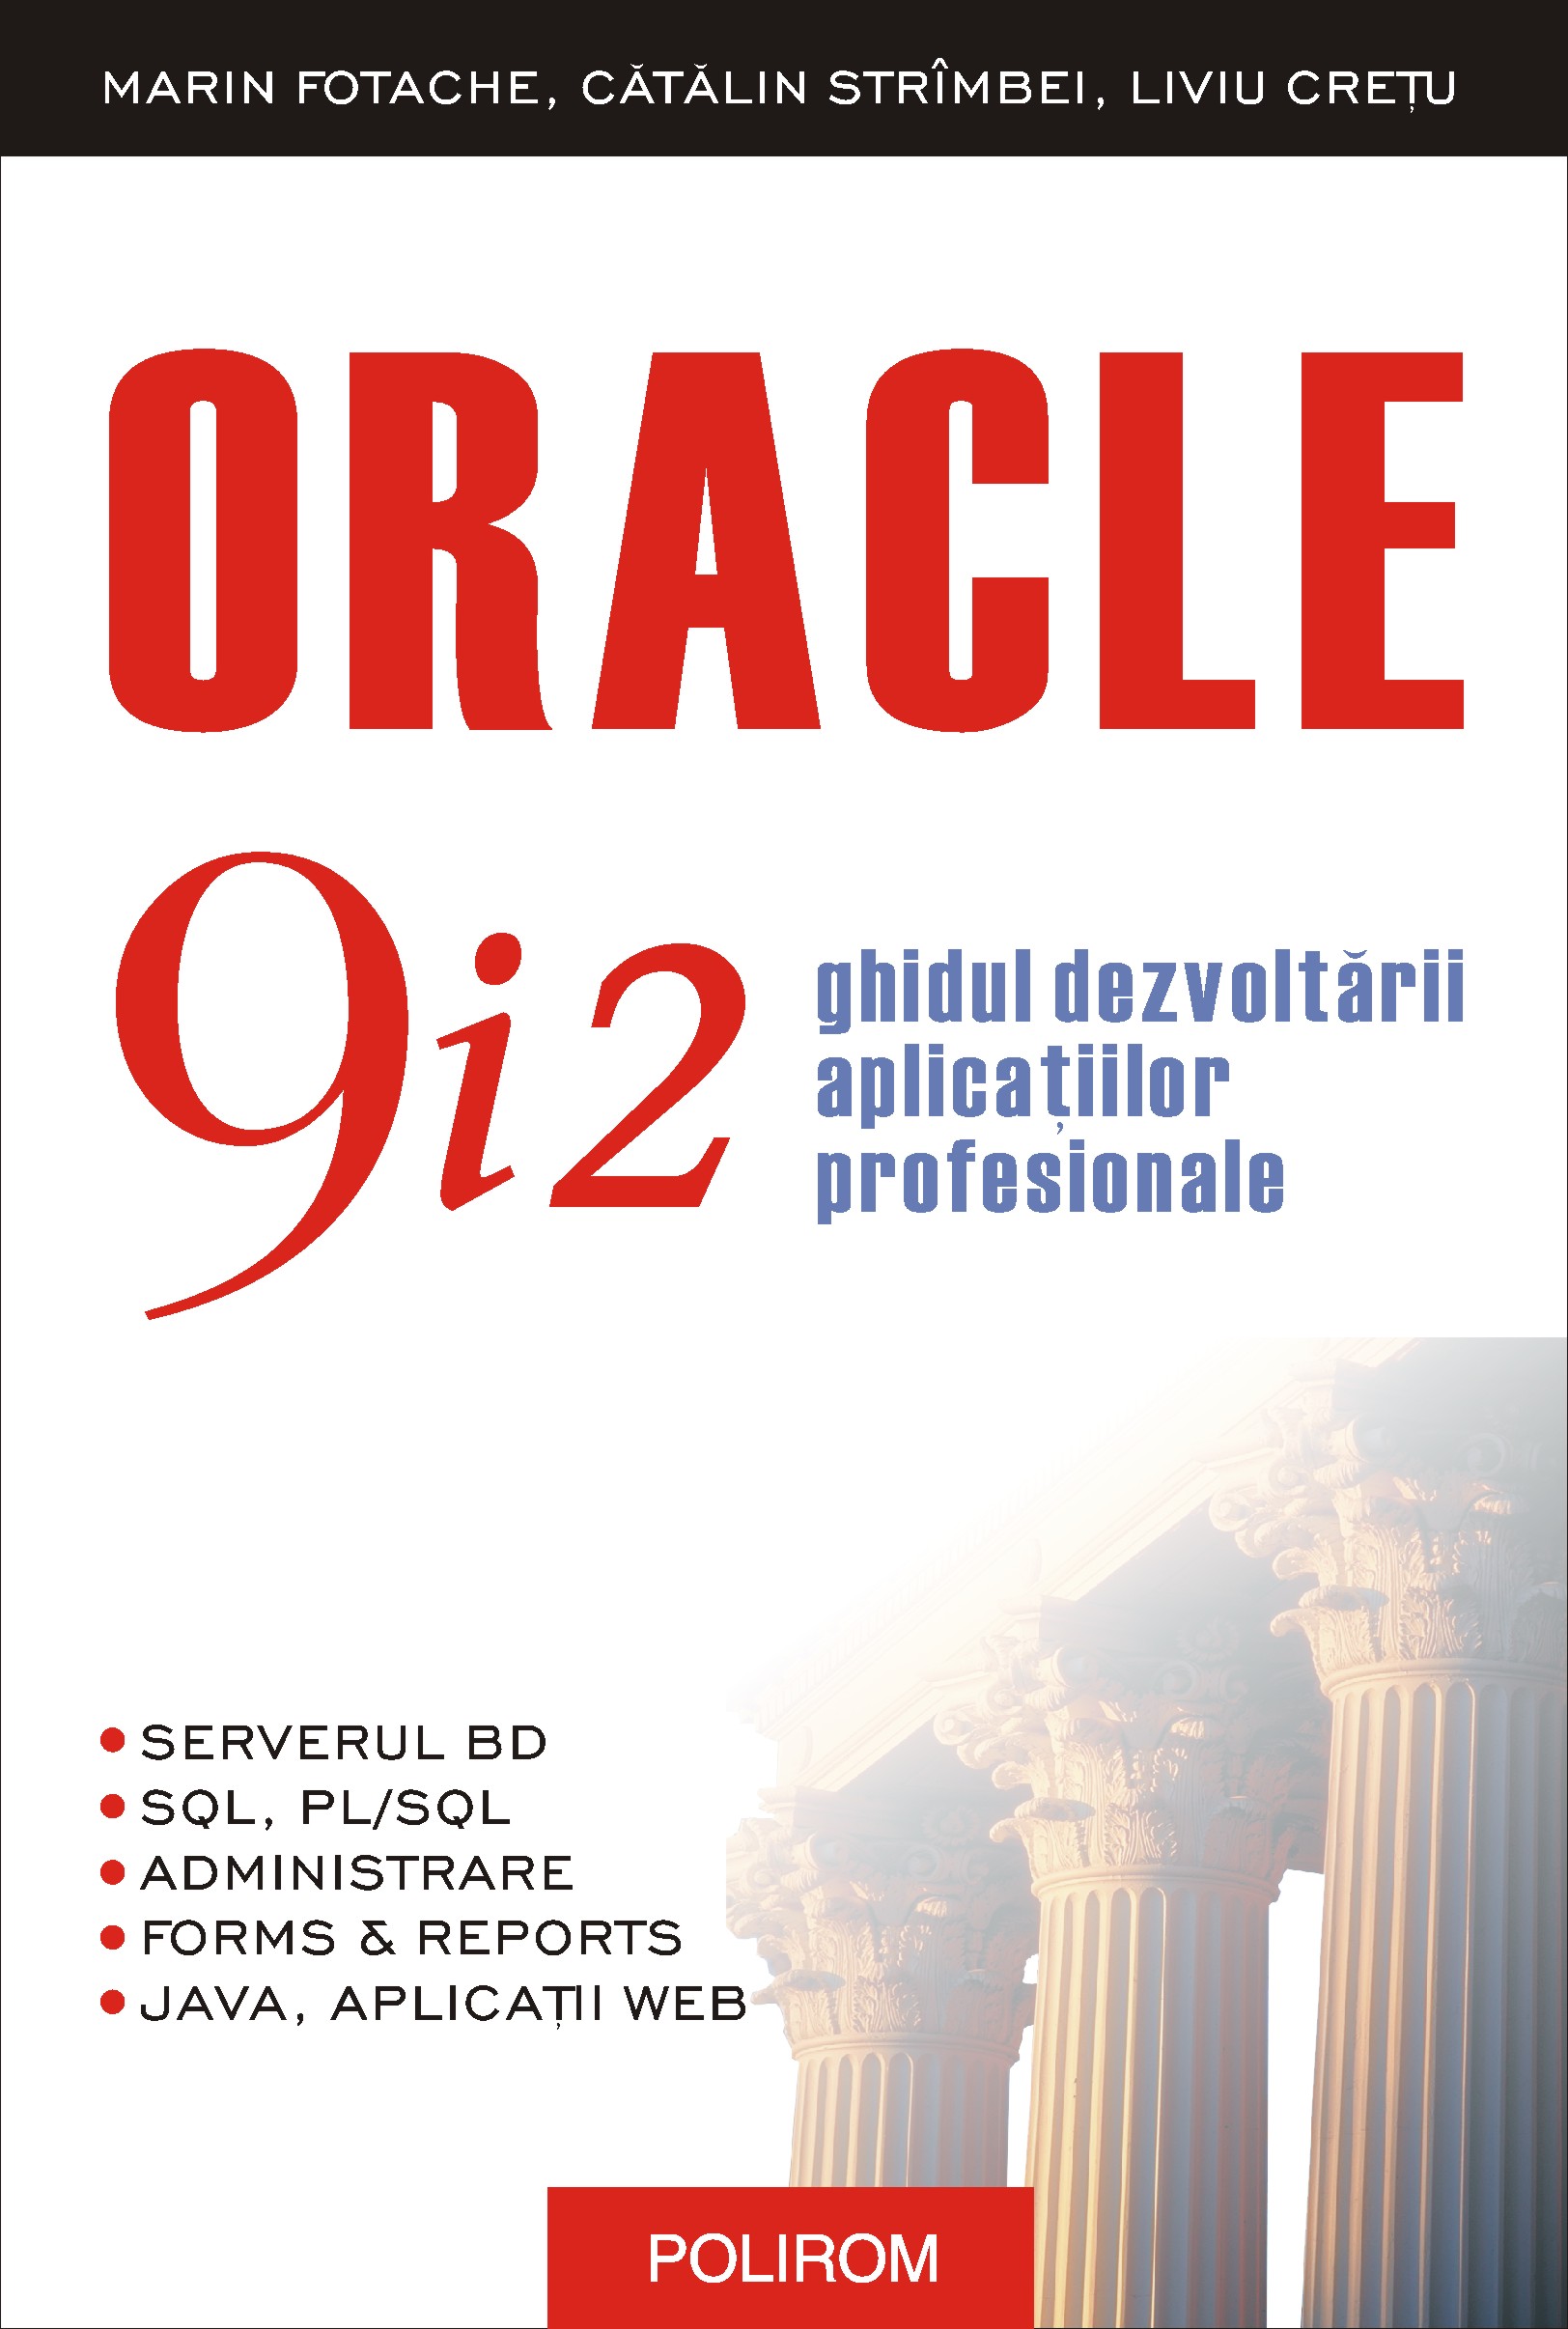 MARIN FOTACHE, CĂTĂLIN STRÎMBEI, LIVIU CREȚU
ORACLE
9i2
ghidul dezvoltării
aplicațiilor
profesionale
• SERVERUL BD
• SQL, PL/SQL
• ADMINISTRARE
• FORMS & REPORTS
• JAVA, APLICAȚII WEB
POLIROM